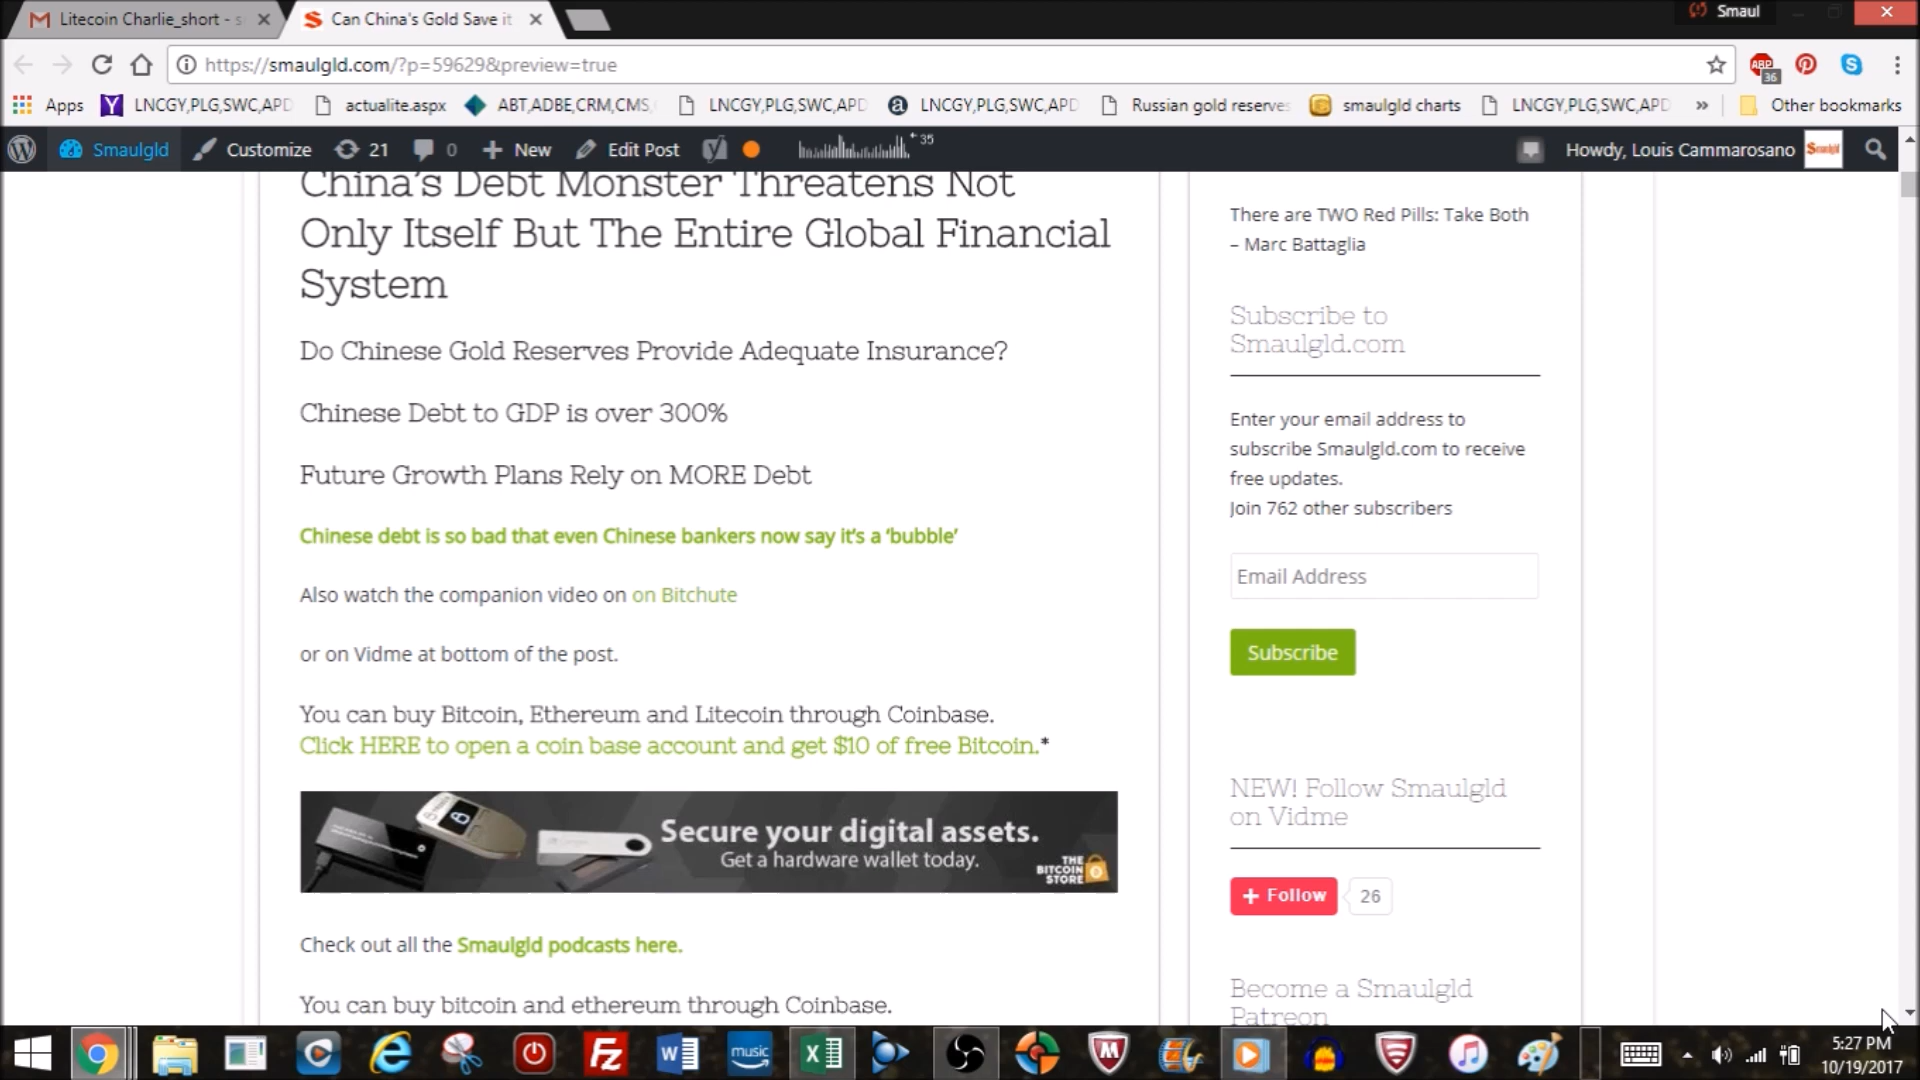 Litecoin Charlie_short - s
Can China's Gold Save it
Smaul
https://smaulgld.com/?p=59629&preview=true
ABP
36
Apps
LNCGY,PLG,SWC,APD
actualite.aspx
ABT,ADBE,CRM,CMS,
LNCGY,PLG,SWC,APD
LNCGY,PLG,SWC,APD
Russian gold reserves
smaulgld charts
LNCGY,PLG,SWC,APD
»
Other bookmarks
Smaulgld
Customize
21
0
New
Edit Post
35
Howdy, Louis Cammarosano
Smaulgld
China's Debt Monster Threatens Not
Only Itself But The Entire Global Financial
System
Do Chinese Gold Reserves Provide Adequate Insurance?
Chinese Debt to GDP is over 300%
Future Growth Plans Rely on MORE Debt
Chinese debt is so bad that even Chinese bankers now say it's a 'bubble'
Also watch the companion video on on Bitchute
or on Vidme at bottom of the post.
You can buy Bitcoin, Ethereum and Litecoin through Coinbase.
Click HERE to open a coin base account and get $10 of free Bitcoin.*
Secure your digital assets.
Get a hardware wallet today.
THE
BITCOIN
STORE
Check out all the Smaulgld podcasts here.
You can buy bitcoin and ethereum through Coinbase.
There are TWO Red Pills: Take Both
– Marc Battaglia
Subscribe to
Smaulgld.com
Enter your email address to
subscribe Smaulgld.com to receive
free updates.
Join 762 other subscribers
Email Address
Subscribe
NEW! Follow Smaulgld
on Vidme
+ Follow
26
Become a Smaulgld
Patreon
music
5:27 PM
10/19/2017